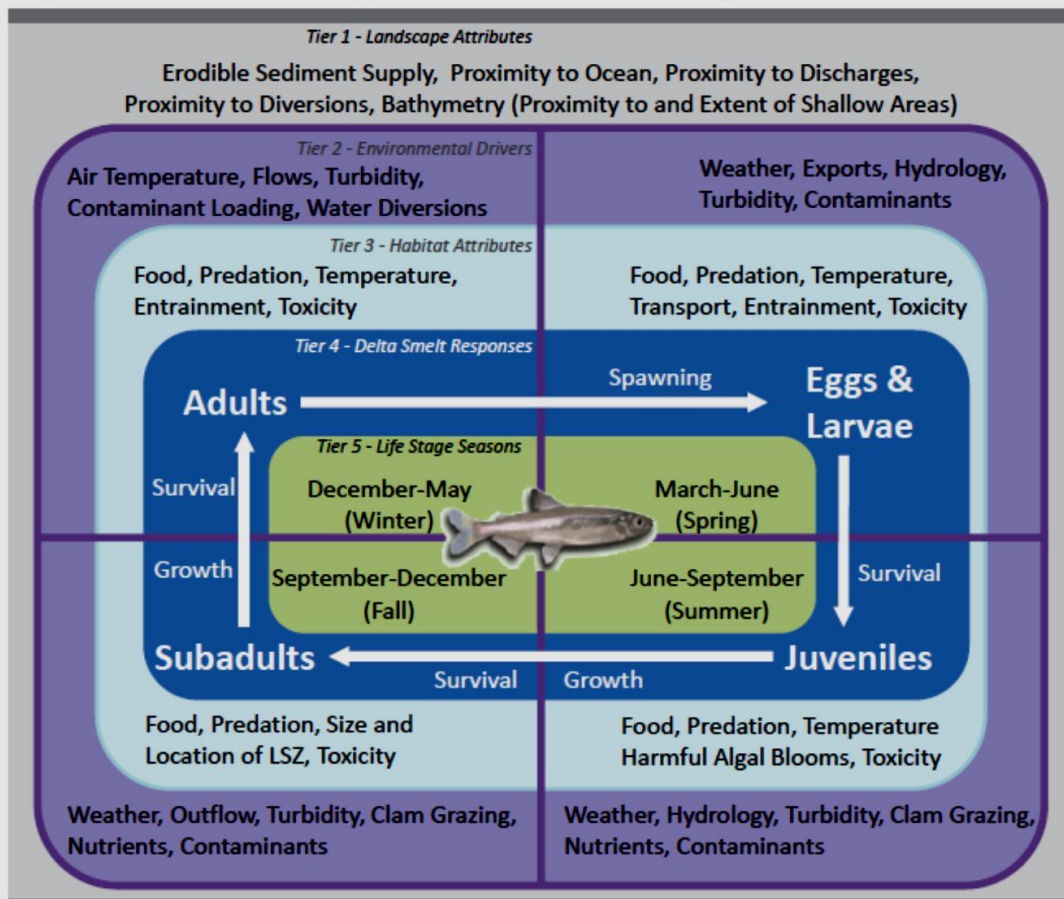 Tier 1 - Landscape Attributes
Erodible Sediment Supply, Proximity to Ocean, Proximity to Discharges,
Proximity to Diversions, Bathymetry (Proximity to and Extent of Shallow Areas)
Tier 2 - Environmental Drivers
Air Temperature, Flows, Turbidity,
Contaminant Loading, Water Diversions
Weather, Exports, Hydrology,
Turbidity, Contaminants
Tier 3 - Habitat Attributes
Food, Predation, Temperature,
Entrainment, Toxicity
Food, Predation, Temperature,
Transport, Entrainment, Toxicity
Tier 4 - Delta Smelt Responses
Adults
Spawning
Eggs &
Larvae
Tier 5 - Life Stage Seasons
Survival
December-May
(Winter)
March-June
(Spring)
Growth
September-December
(Fall)
June-September
(Summer)
Survival
Subadults
Survival
Growth
Juveniles
Food, Predation, Size and
Location of LSZ, Toxicity
Food, Predation, Temperature
Harmful Algal Blooms, Toxicity
Weather, Outflow, Turbidity, Clam Grazing,
Nutrients, Contaminants
Weather, Hydrology, Turbidity, Clam Grazing,
Nutrients, Contaminants